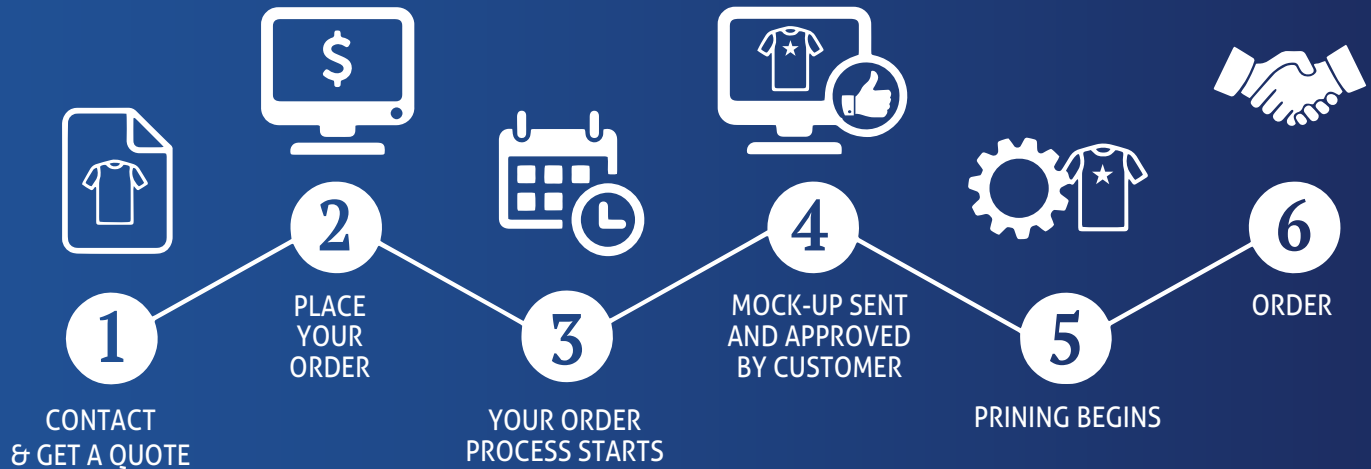 $
1
CONTACT
& GET A QUOTE
2
PLACE
YOUR
ORDER
3
YOUR ORDER
PROCESS STARTS
4
MOCK-UP SENT
AND APPROVED
BY CUSTOMER
5
PRINING BEGINS
6
ORDER